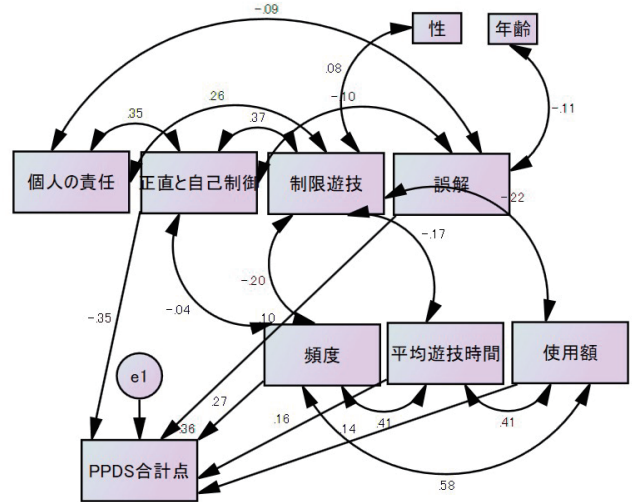 -.09
性
年齢
.08
.26
-.10
.35
.37
-.11
個人の責任
正直と自己制御
制限遊技
誤解
-.22
-.17
-.20
-.04
-.35
.10
頻度
平均遊技時間
使用額
e1
.27
.16
.41
.14
.41
.36
.58
PPDS合計点